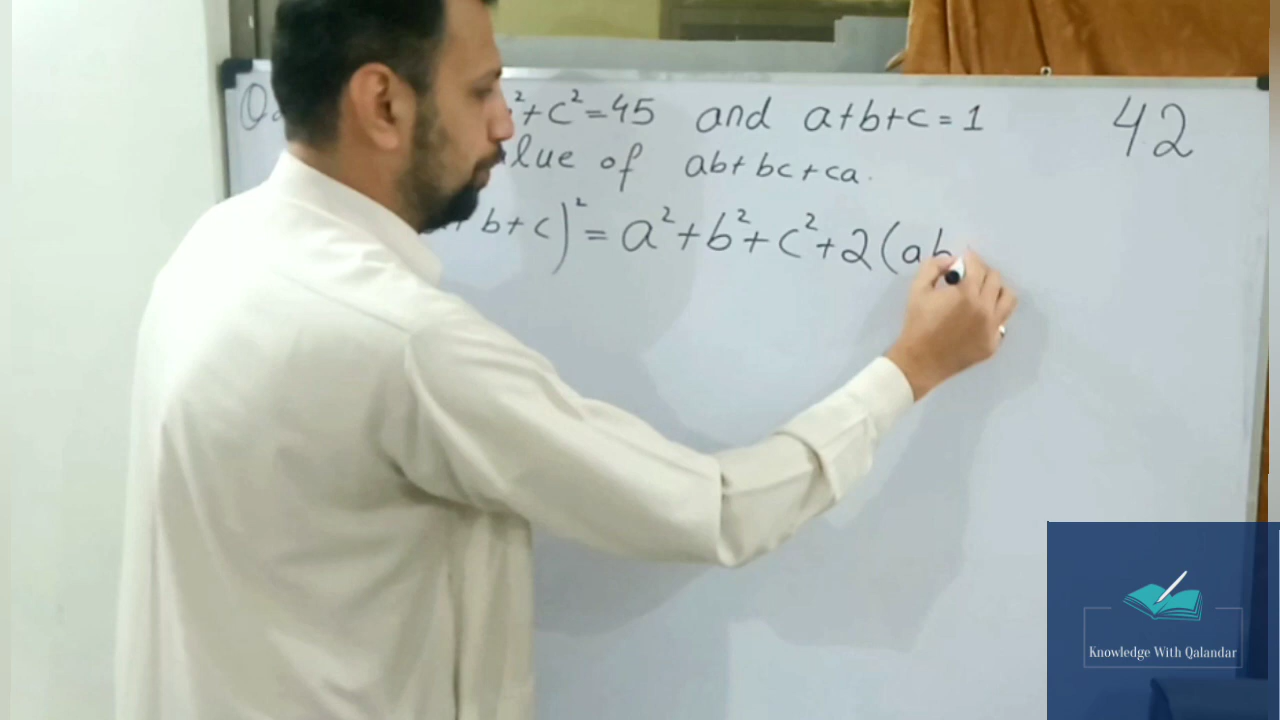 ²+c²=45 and a+b+c=1 42
lue of ab+bc+ca.
b+c)² = a²+b²+c²+2(ab
Knowledge With Qalandar